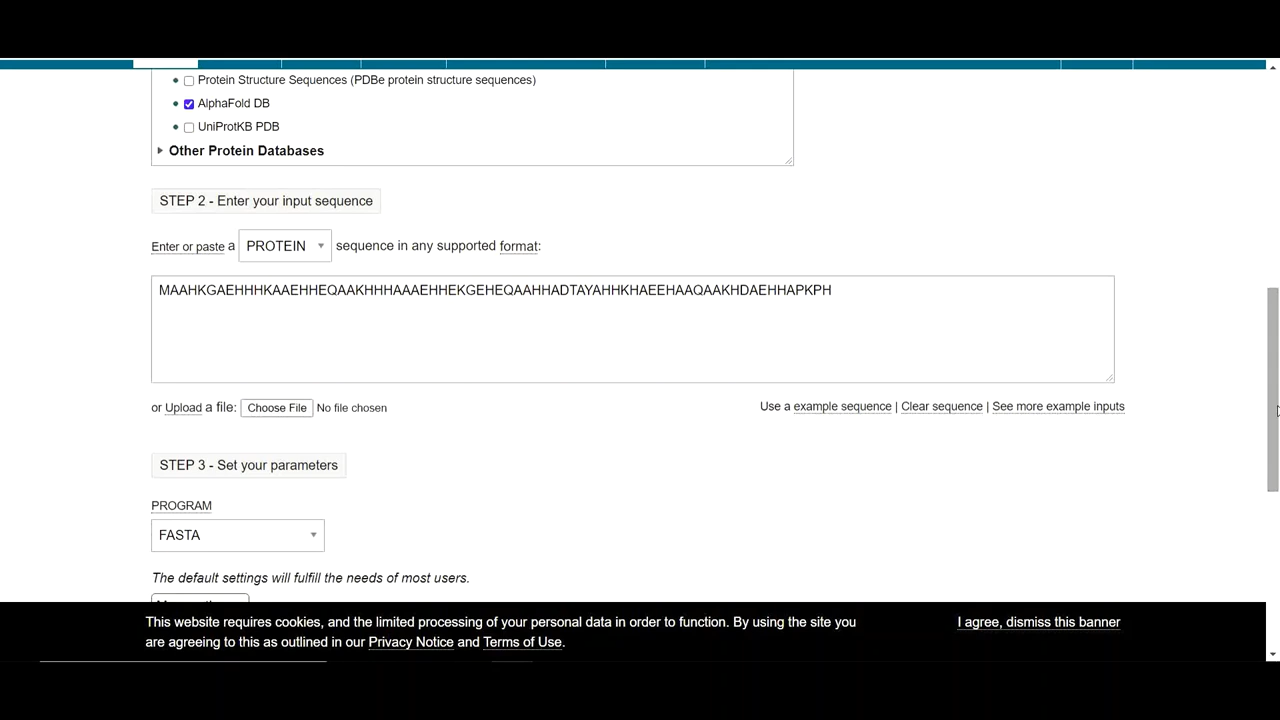 Protein Structure Sequences (PDBe protein structure sequences)
AlphaFold DB
UniProtKB PDB
Other Protein Databases
STEP 2 - Enter your input sequence
Enter or paste a PROTEIN sequence in any supported format:
MAAHKGAEHHHKAAEHHEQAAKHHHAAAEHHEKGEHEQAAHHADTAYAHHKHAEEHAAQAAKHDAEHHAPKPH
or Upload a file: Choose File No file chosen
Use a example sequence | Clear sequence | See more example inputs
STEP 3 - Set your parameters
PROGRAM
FASTA
The default settings will fulfill the needs of most users.
This website requires cookies, and the limited processing of your personal data in order to function. By using the site you
are agreeing to this as outlined in our Privacy Notice and Terms of Use.
I agree, dismiss this banner